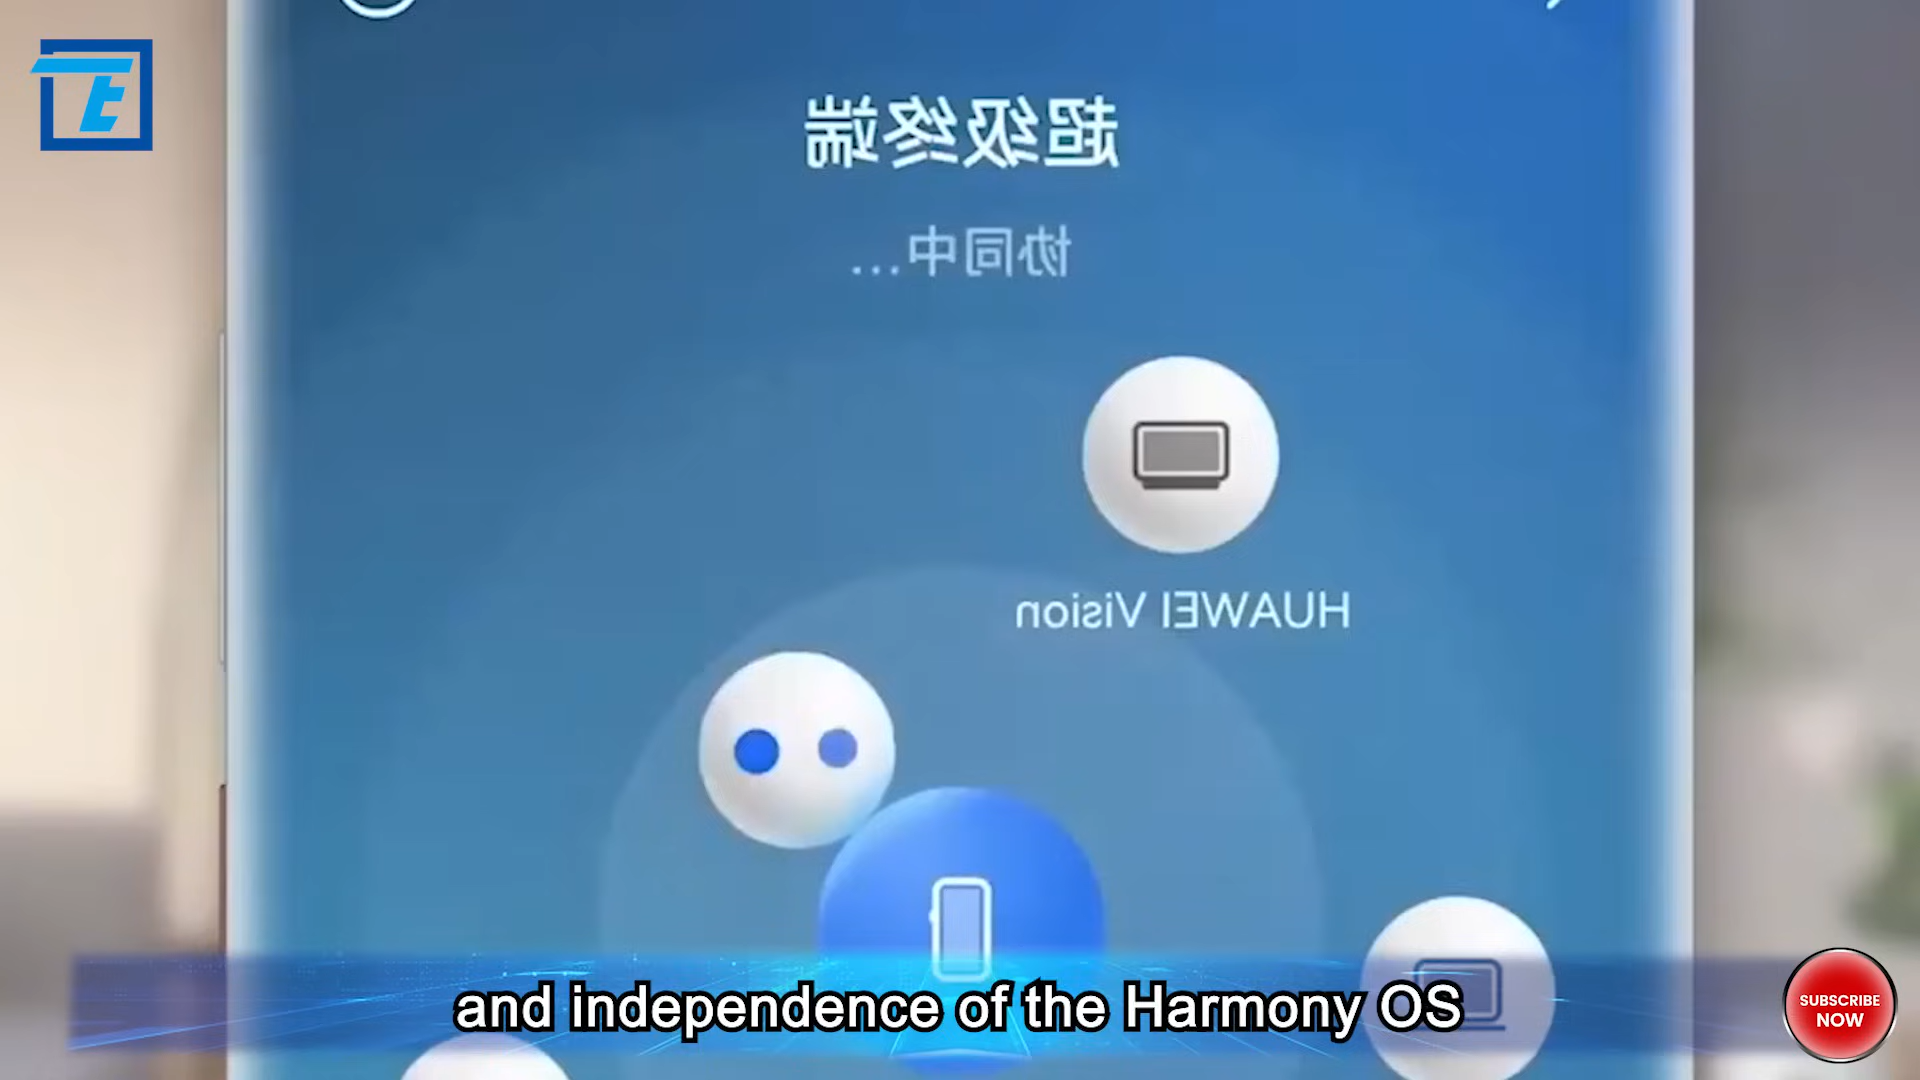 超级终端
协同中...
HUAWEI Vision
and independence of the Harmony OS
SUBSCRIBE
NOW